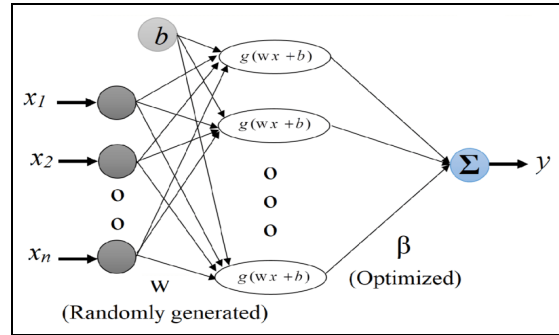 b
g(wx+b)
x1
g(wx+b)
x2
Σ y
xn
g(wx+b)
w
β
(Randomly generated)
(Optimized)